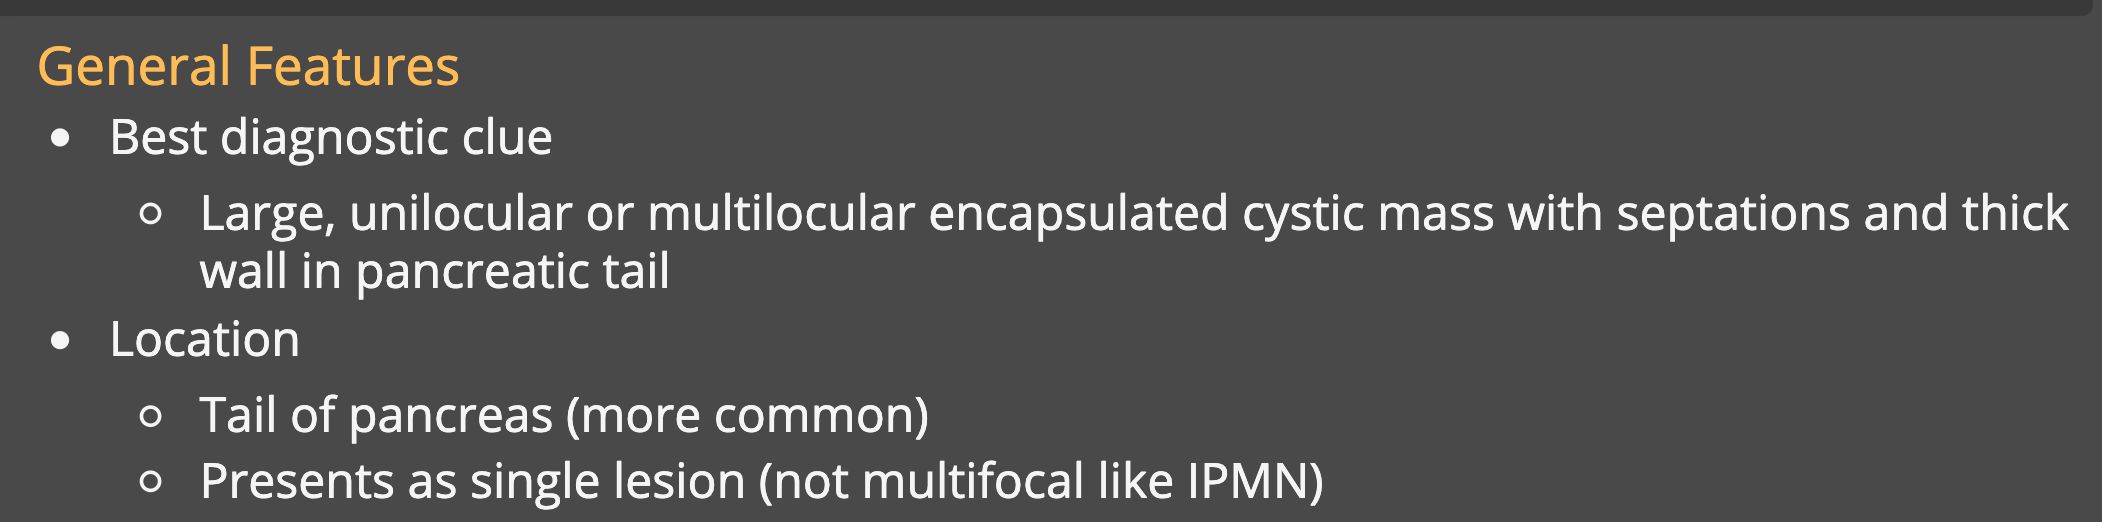 General Features
• Best diagnostic clue
○ Large, unilocular or multilocular encapsulated cystic mass with septations and thick
wall in pancreatic tail
• Location
○ Tail of pancreas (more common)
○ Presents as single lesion (not multifocal like IPMN)